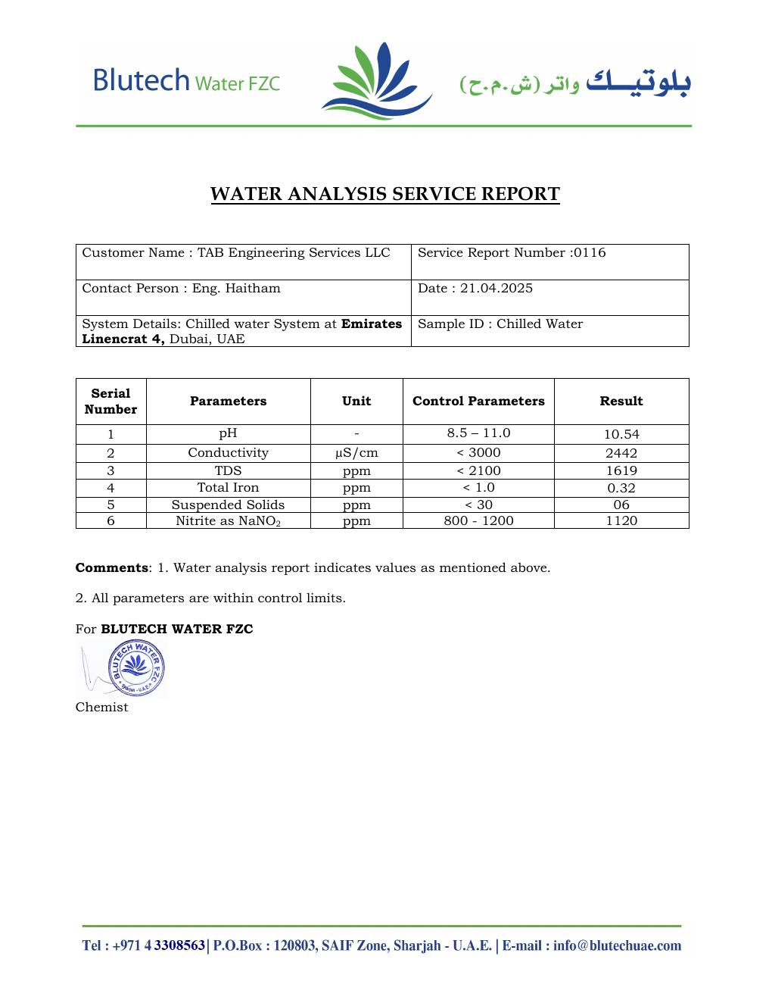 Blutech Water FZC
بلوتيـــك واتر (ش.م.ح)
WATER ANALYSIS SERVICE REPORT
Customer Name : TAB Engineering Services LLC
Service Report Number :0116
Contact Person : Eng. Haitham
Date : 21.04.2025
System Details: Chilled water System at Emirates
Linencrat 4, Dubai, UAE
Sample ID : Chilled Water
Serial Number Parameters Unit Control Parameters Result
1 pH - 8.5 – 11.0 10.54
2 Conductivity µS/cm < 3000 2442
3 TDS ppm < 2100 1619
4 Total Iron ppm < 1.0 0.32
5 Suspended Solids ppm < 30 06
6 Nitrite as NaNO₂ ppm 800 - 1200 1120
Comments: 1. Water analysis report indicates values as mentioned above.
2. All parameters are within control limits.
For BLUTECH WATER FZC
BLUTECH WATER FZC
Sharjah - U.A.E.
Chemist
Tel : +971 4 3308563| P.O.Box : 120803, SAIF Zone, Sharjah - U.A.E. | E-mail : info@blutechuae.com